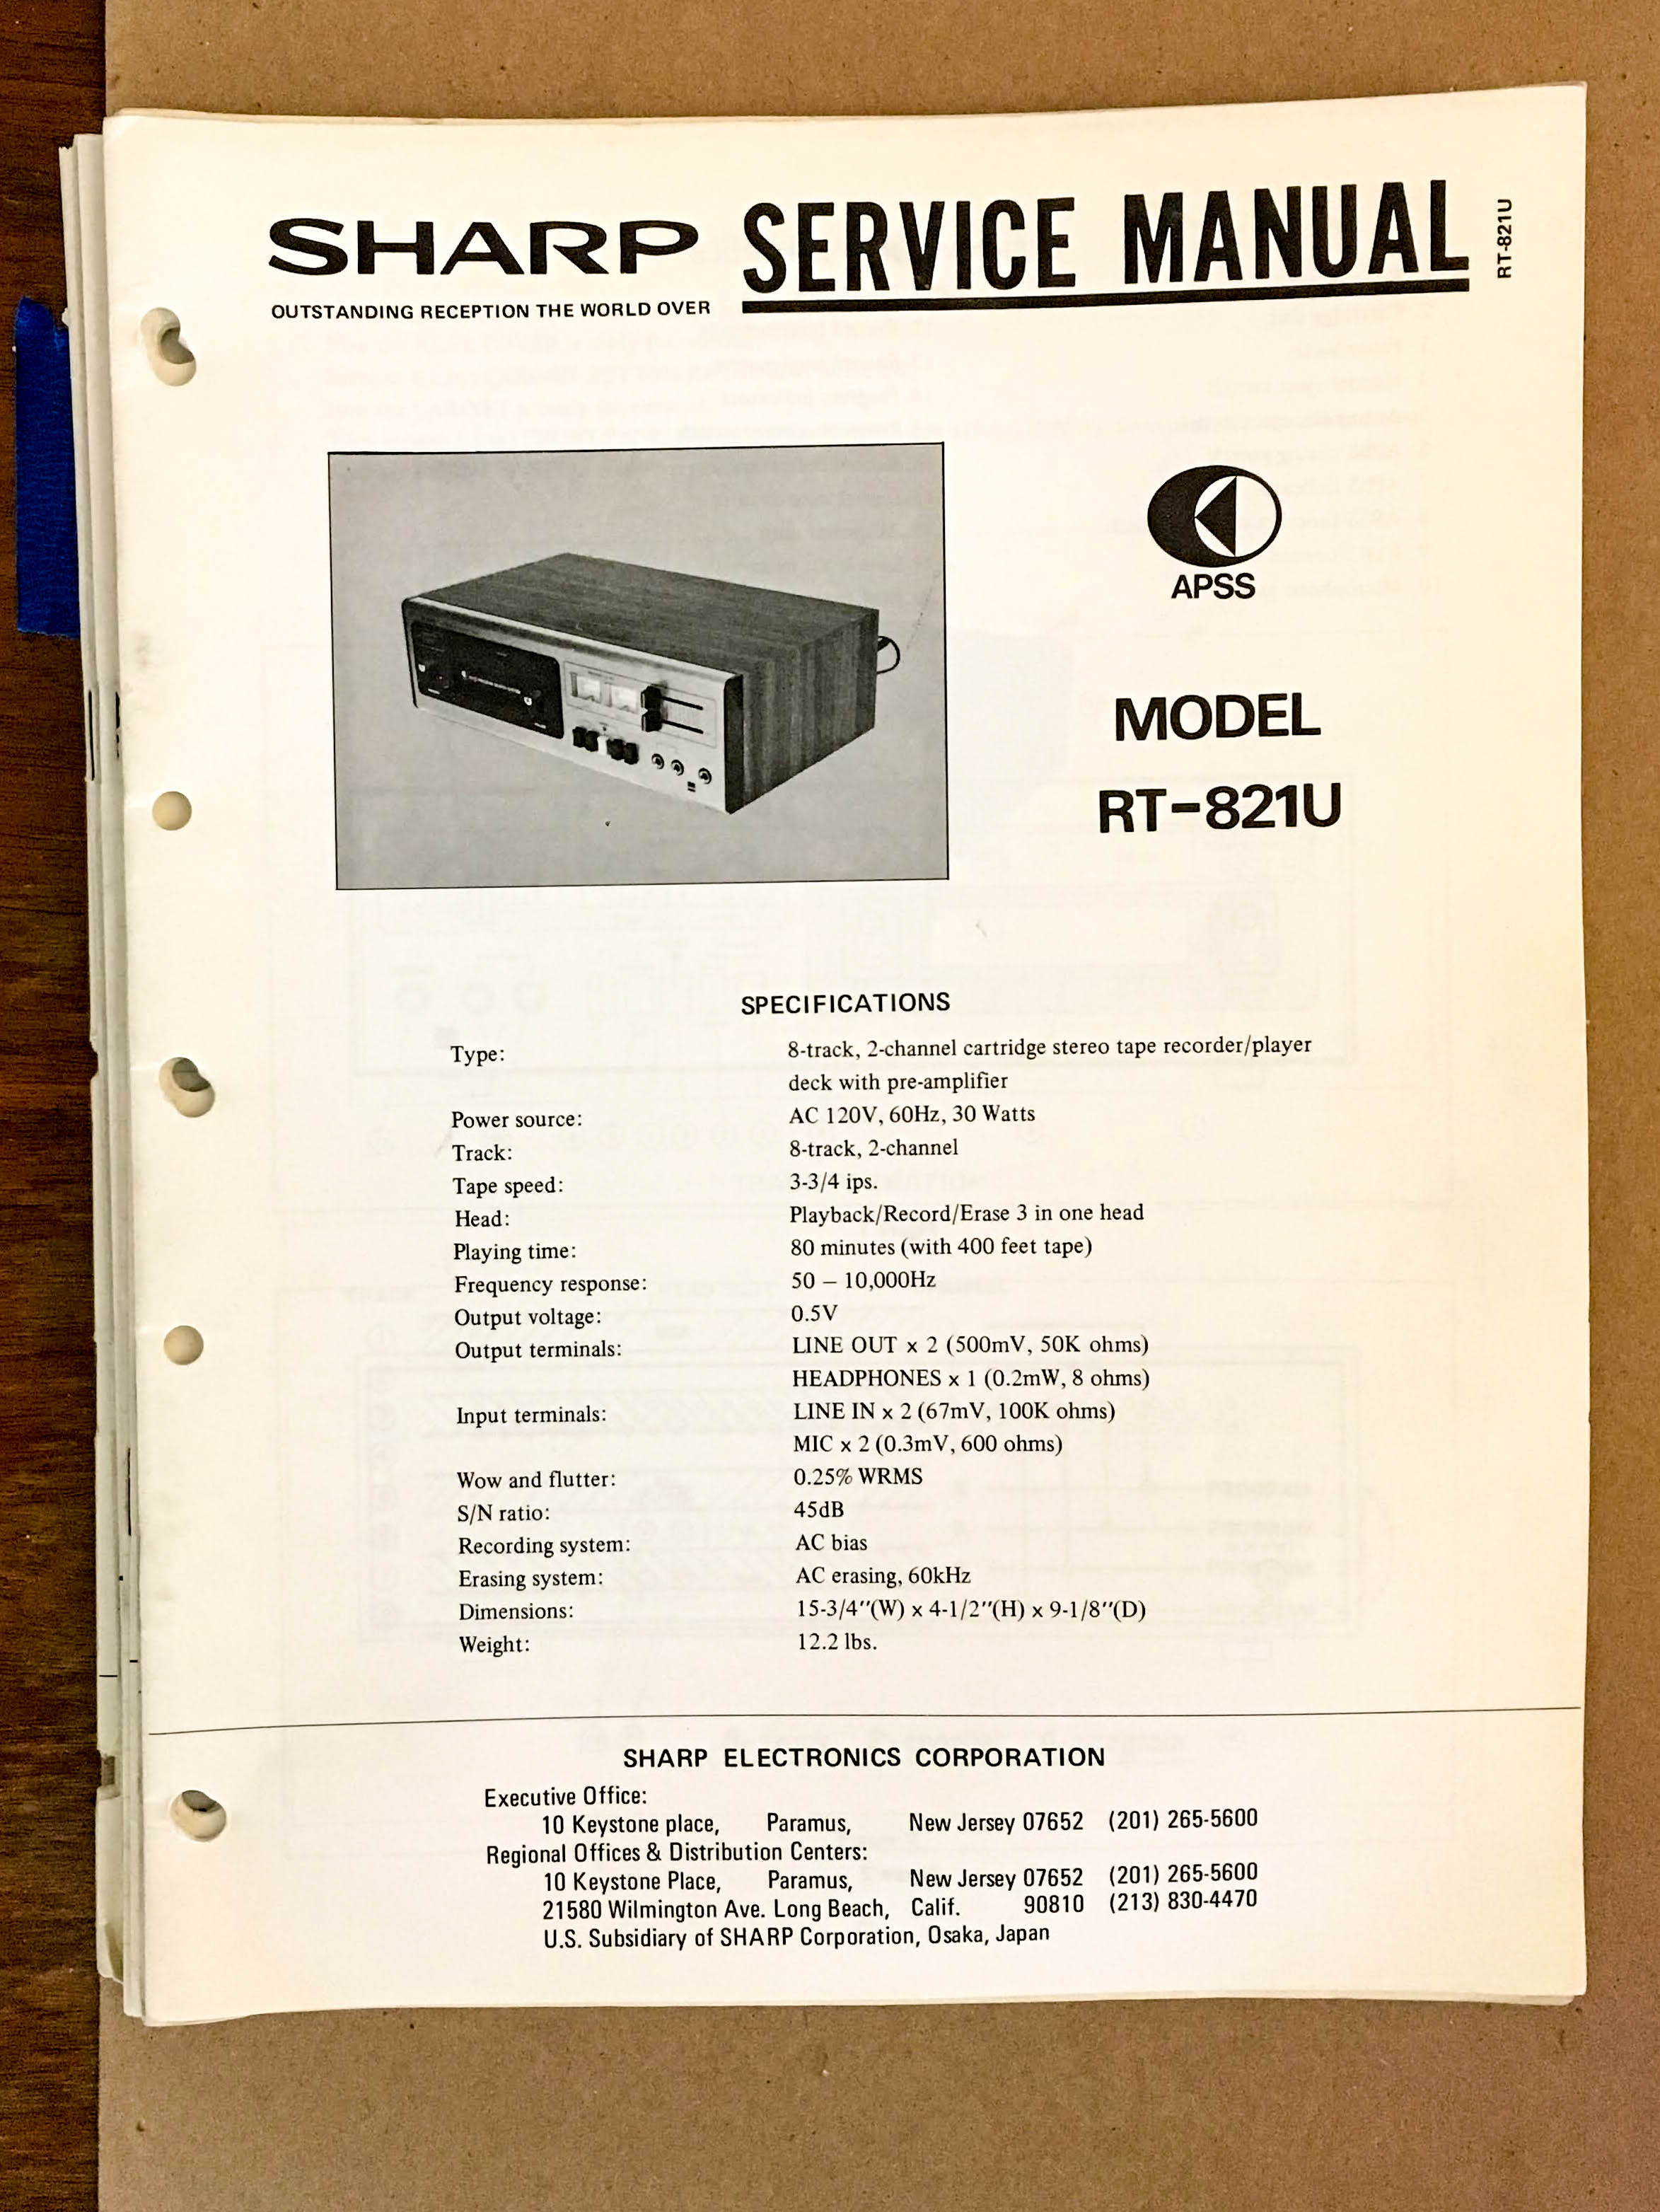 SHARP SERVICE MANUAL
RT-821U
OUTSTANDING RECEPTION THE WORLD OVER
APSS
MODEL
RT-821U
SPECIFICATIONS
Type: 8-track, 2-channel cartridge stereo tape recorder/player
deck with pre-amplifier
Power source: AC 120V, 60Hz, 30 Watts
Track: 8-track, 2-channel
Tape speed: 3-3/4 ips.
Head: Playback/Record/Erase 3 in one head
Playing time: 80 minutes (with 400 feet tape)
Frequency response: 50 – 10,000Hz
Output voltage: 0.5V
Output terminals: LINE OUT x 2 (500mV, 50K ohms)
HEADPHONES x 1 (0.2mW, 8 ohms)
Input terminals: LINE IN x 2 (67mV, 100K ohms)
MIC x 2 (0.3mV, 600 ohms)
Wow and flutter: 0.25% WRMS
S/N ratio: 45dB
Recording system: AC bias
Erasing system: AC erasing, 60kHz
Dimensions: 15-3/4"(W) x 4-1/2"(H) x 9-1/8"(D)
Weight: 12.2 lbs.
SHARP ELECTRONICS CORPORATION
Executive Office:
10 Keystone place, Paramus, New Jersey 07652 (201) 265-5600
Regional Offices & Distribution Centers:
10 Keystone Place, Paramus, New Jersey 07652 (201) 265-5600
21580 Wilmington Ave. Long Beach, Calif. 90810 (213) 830-4470
U.S. Subsidiary of SHARP Corporation, Osaka, Japan